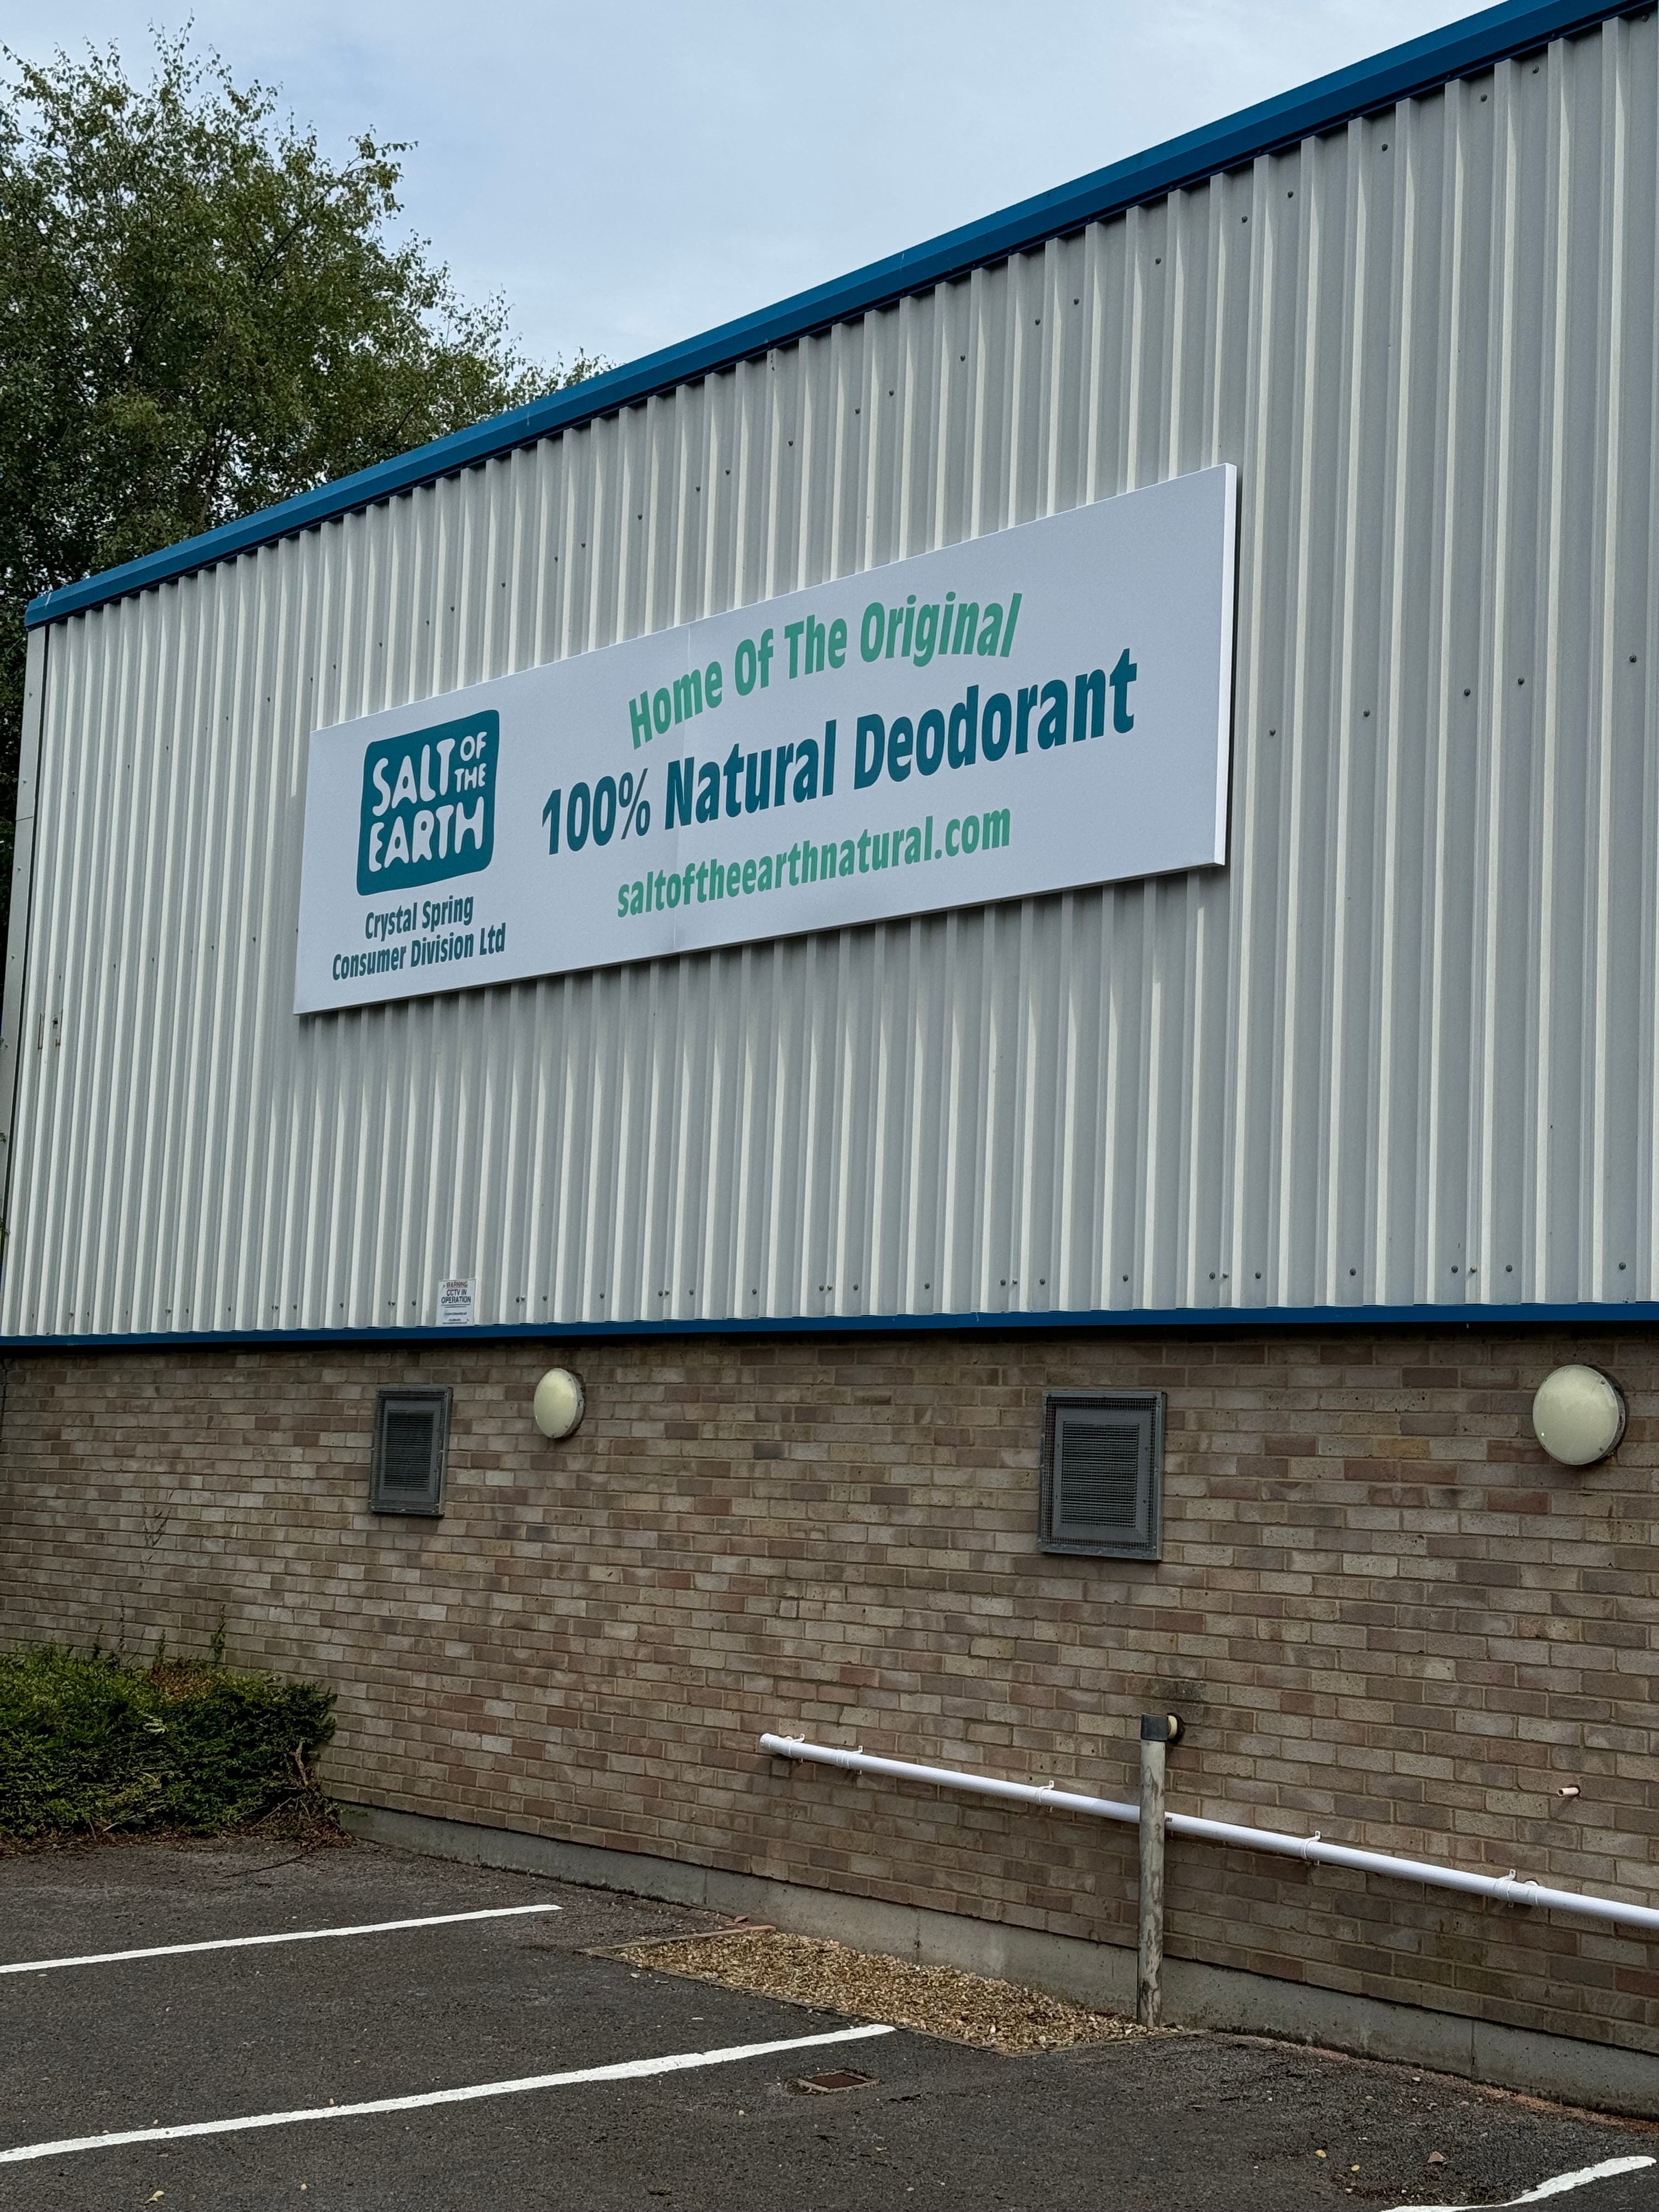 SALT OF
THE
EARTH
Crystal Spring
Consumer Division Ltd
Home Of The Original
100% Natural Deodorant
saltoftheearthnatural.com
WARNING
CCTV IN
OPERATION